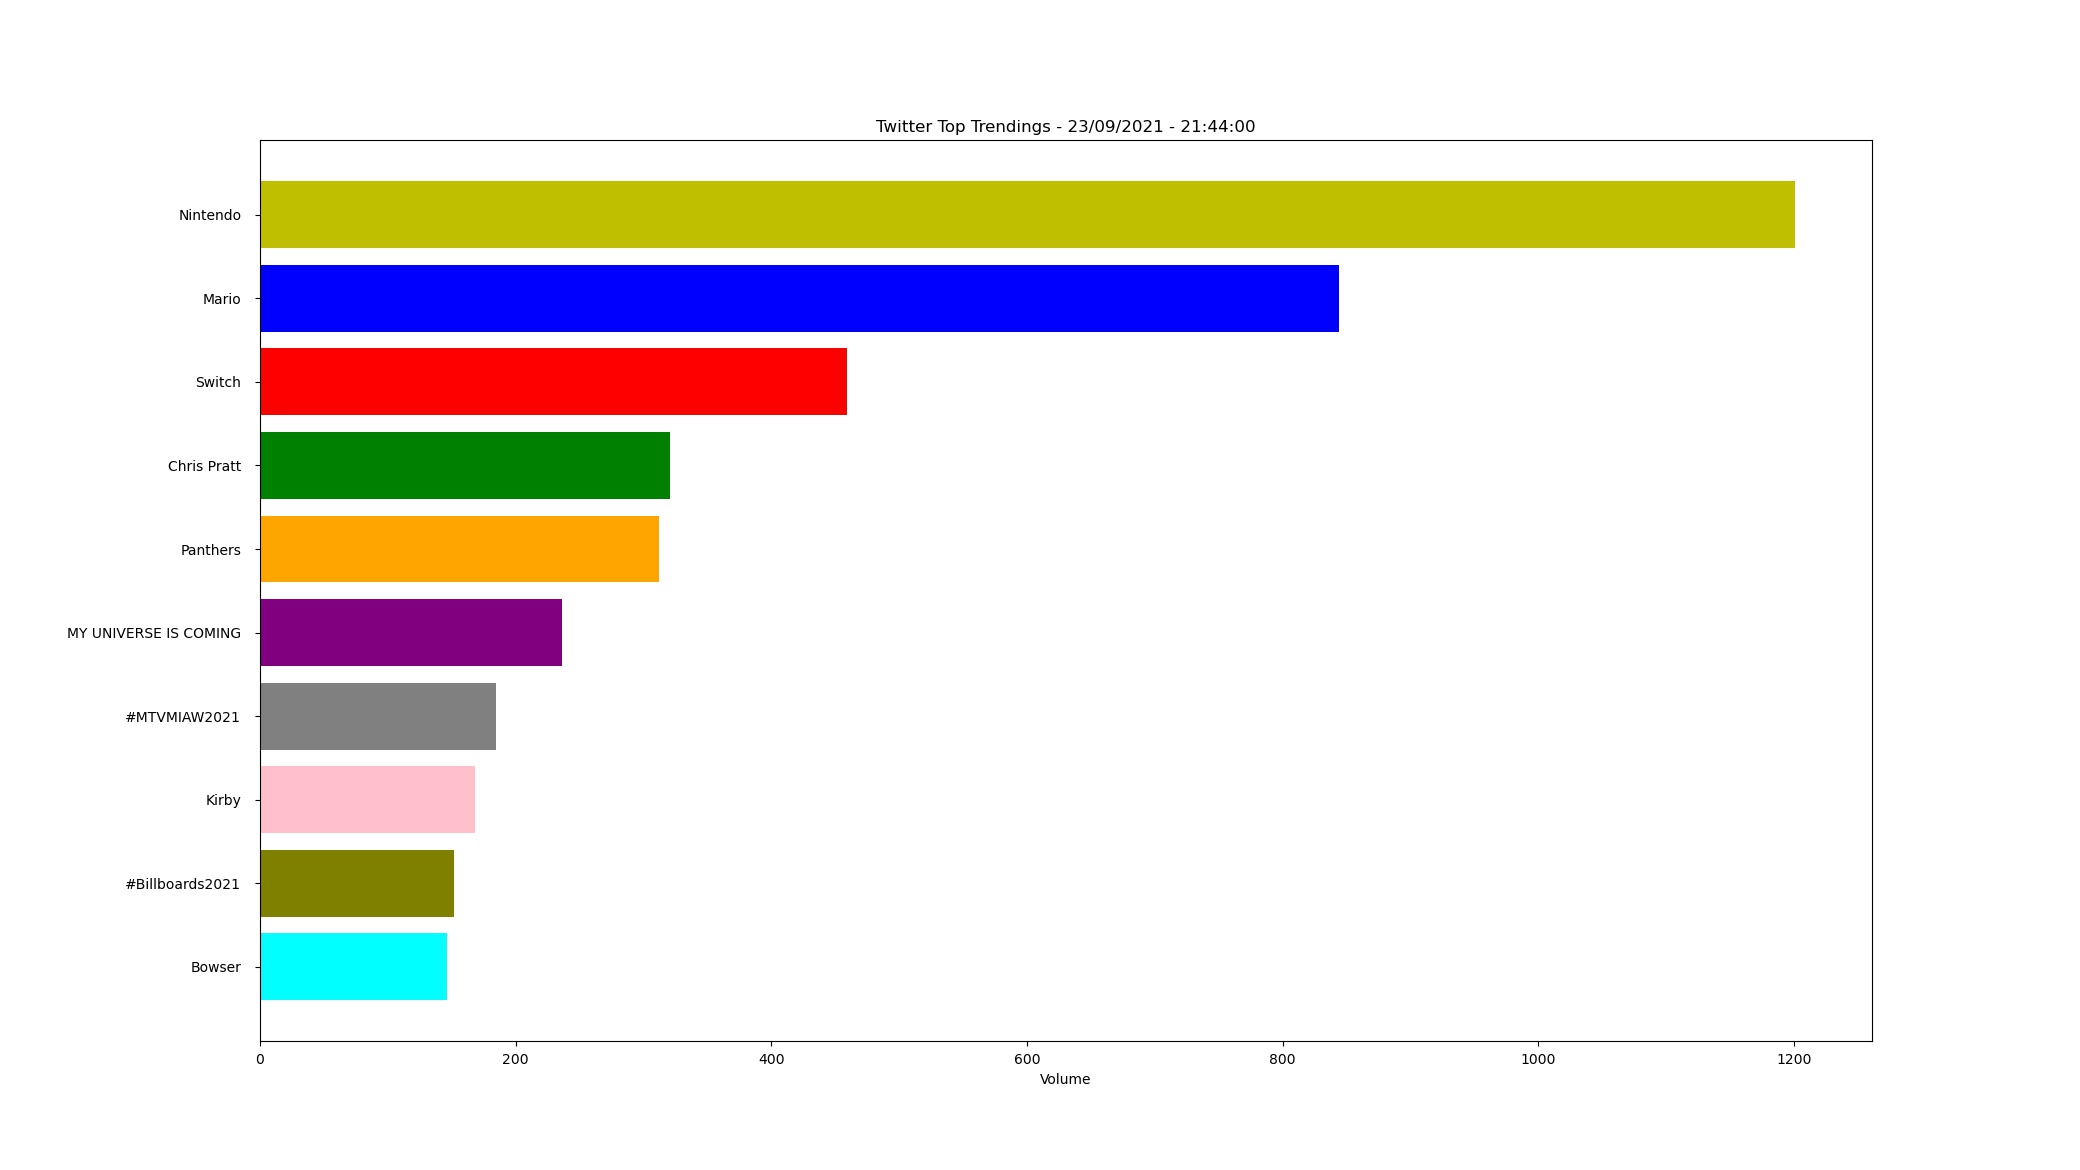 Twitter Top Trendings - 23/09/2021 - 21:44:00
Nintendo
Mario
Switch
Chris Pratt
Panthers
MY UNIVERSE IS COMING
#MTVMIAW2021
Kirby
#Billboards2021
Bowser
0 200 400 600 800 1000 1200
Volume